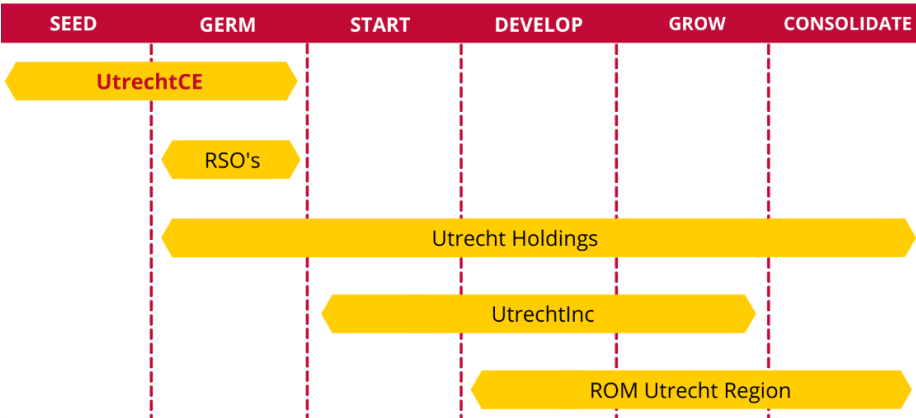 SEED GERM START DEVELOP GROW CONSOLIDATE
UtrechtCE
RSO's
Utrecht Holdings
UtrechtInc
ROM Utrecht Region